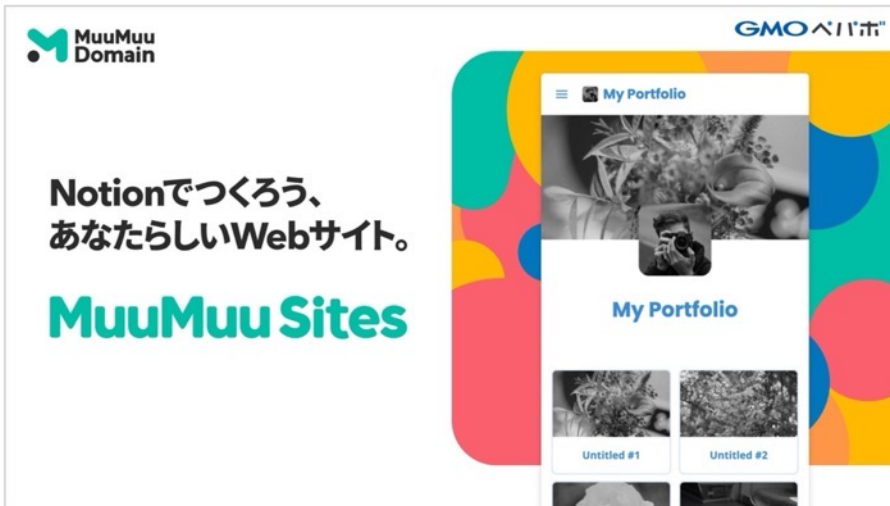 MuuMuu
Domain
GMOペパボ
Notionでつくろう、
あなたらしいWebサイト。
MuuMuu Sites
My Portfolio
My Portfolio
Untitled #1
Untitled #2